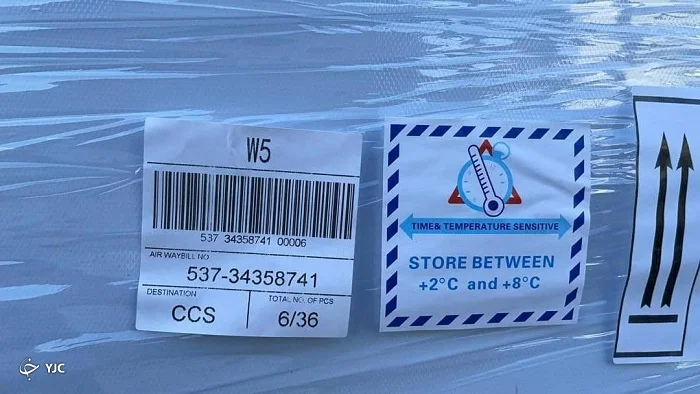 W5
537 34358741 00006
AIR WAYBILL NO
537-34358741
DESTINATION
TOTAL NO. OF PCS
CCS
6/36
TIME& TEMPERATURE SENSITIVE
STORE BETWEEN
+2°C and +8°C
YJC